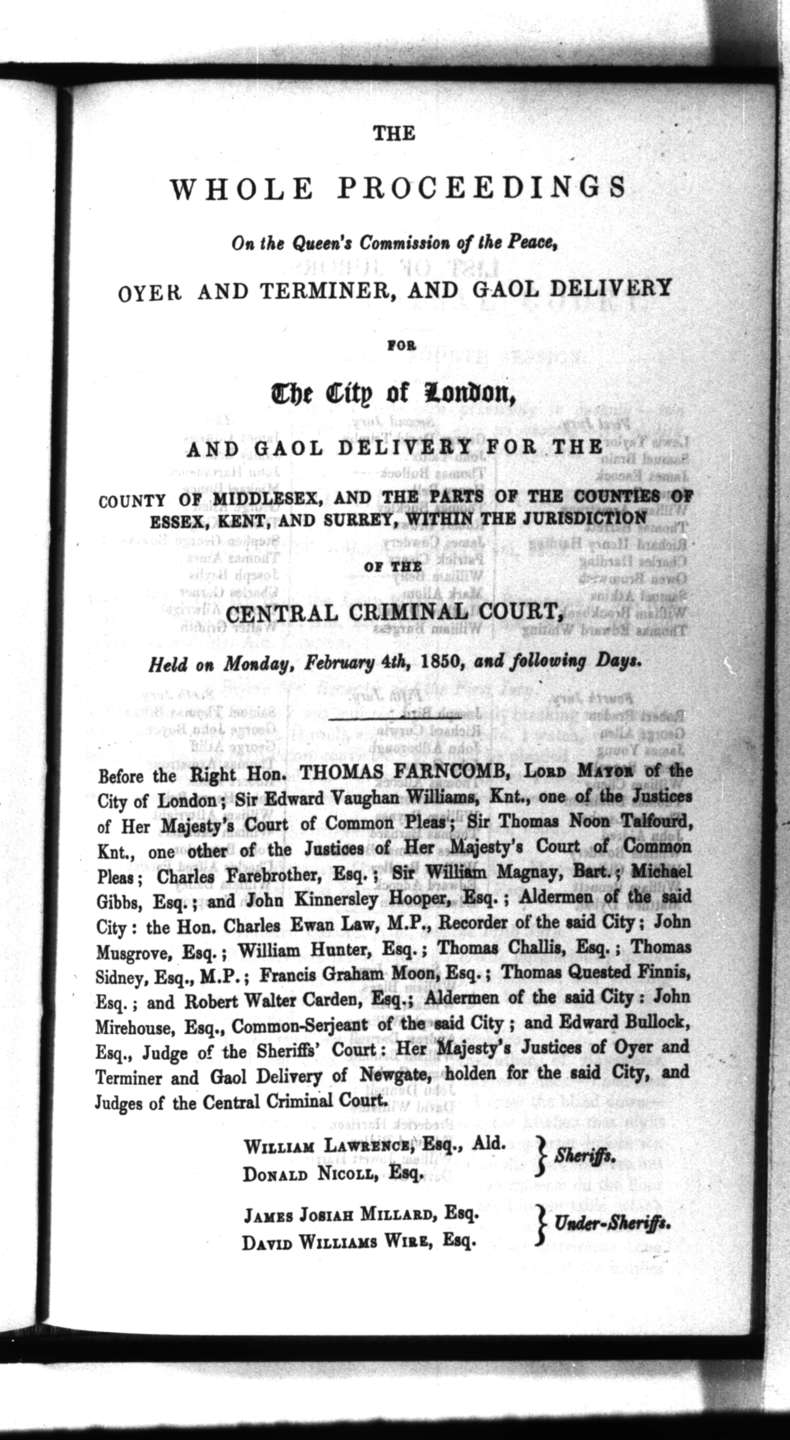 THE
WHOLE PROCEEDINGS
On the Queen's Commission of the Peace,
OYER AND TERMINER, AND GAOL DELIVERY
FOR
The City of London,
AND GAOL DELIVERY FOR THE
COUNTY OF MIDDLESEX, AND THE PARTS OF THE COUNTIES OF
ESSEX, KENT, AND SURREY, WITHIN THE JURISDICTION
OF THE
CENTRAL CRIMINAL COURT,
Held on Monday, February 4th, 1850, and following Days.
Before the Right Hon. THOMAS FARNCOMB, LORD MAYOR of the
City of London; Sir Edward Vaughan Williams, Knt., one of the Justices
of Her Majesty's Court of Common Pleas; Sir Thomas Noon Talfourd,
Knt., one other of the Justices of Her Majesty's Court of Common
Pleas; Charles Farebrother, Esq.; Sir William Magnay, Bart.; Michael
Gibbs, Esq.; and John Kinnersley Hooper, Esq.; Aldermen of the said
City: the Hon. Charles Ewan Law, M.P., Recorder of the said City; John
Musgrove, Esq.; William Hunter, Esq.; Thomas Challis, Esq.; Thomas
Sidney, Esq., M.P.; Francis Graham Moon, Esq.; Thomas Quested Finnis,
Esq.; and Robert Walter Carden, Esq.; Aldermen of the said City: John
Mirehouse, Esq., Common-Serjeant of the said City; and Edward Bullock,
Esq., Judge of the Sheriffs' Court: Her Majesty's Justices of Oyer and
Terminer and Gaol Delivery of Newgate, holden for the said City, and
Judges of the Central Criminal Court.
WILLIAM LAWRENCE, Esq., Ald.
DONALD NICOLL, Esq. } Sheriffs.
JAMES JOSIAH MILLARD, Esq.
DAVID WILLIAMS WIRE, Esq. } Under-Sheriffs.